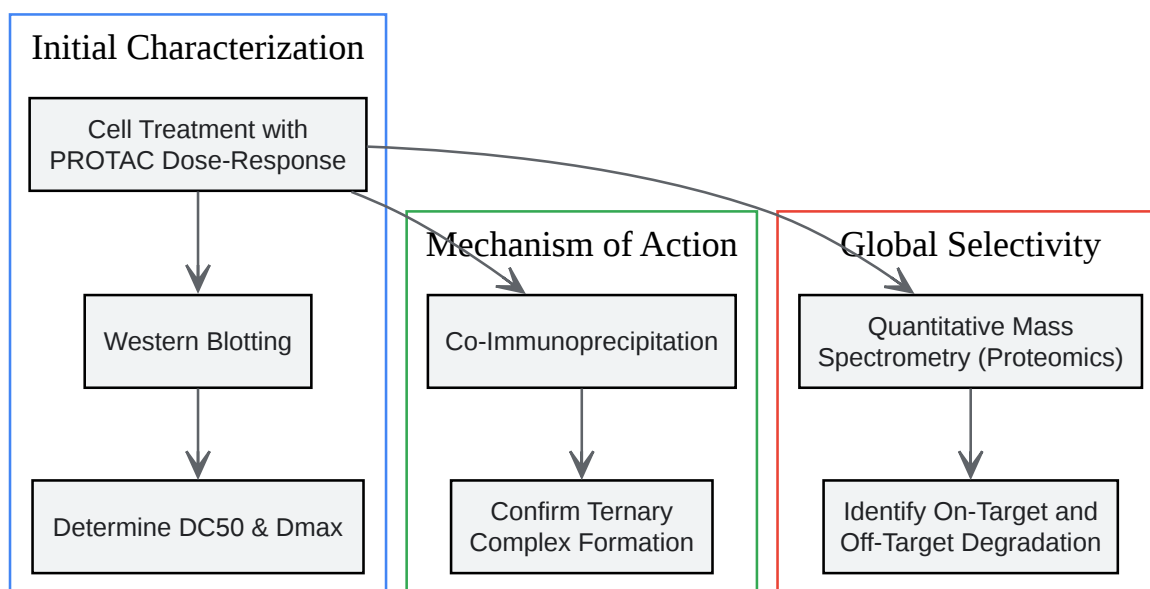 Initial Characterization
Cell Treatment with
PROTAC Dose-Response
Western Blotting
Determine DC50 & Dmax
Mechanism of Action
Co-Immunoprecipitation
Confirm Ternary
Complex Formation
Global Selectivity
Quantitative Mass
Spectrometry (Proteomics)
Identify On-Target and
Off-Target Degradation